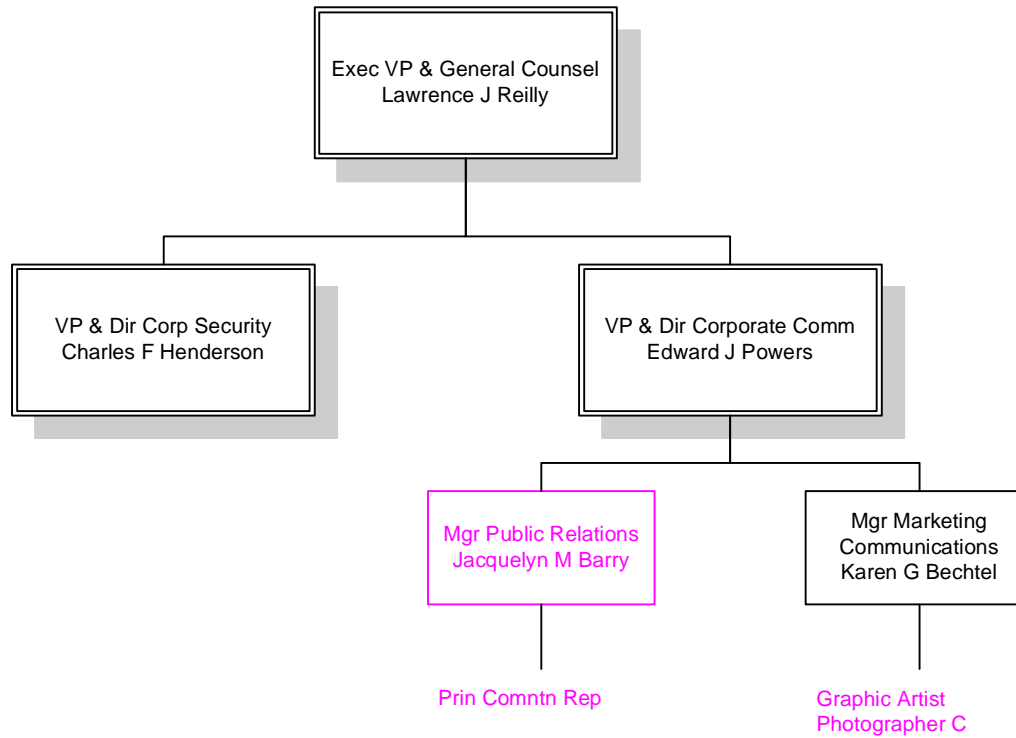 Exec VP & General Counsel
Lawrence J Reilly
VP & Dir Corp Security
Charles F Henderson
VP & Dir Corporate Comm
Edward J Powers
Mgr Public Relations
Jacquelyn M Barry
Mgr Marketing
Communications
Karen G Bechtel
Prin Comntn Rep
Graphic Artist
Photographer C